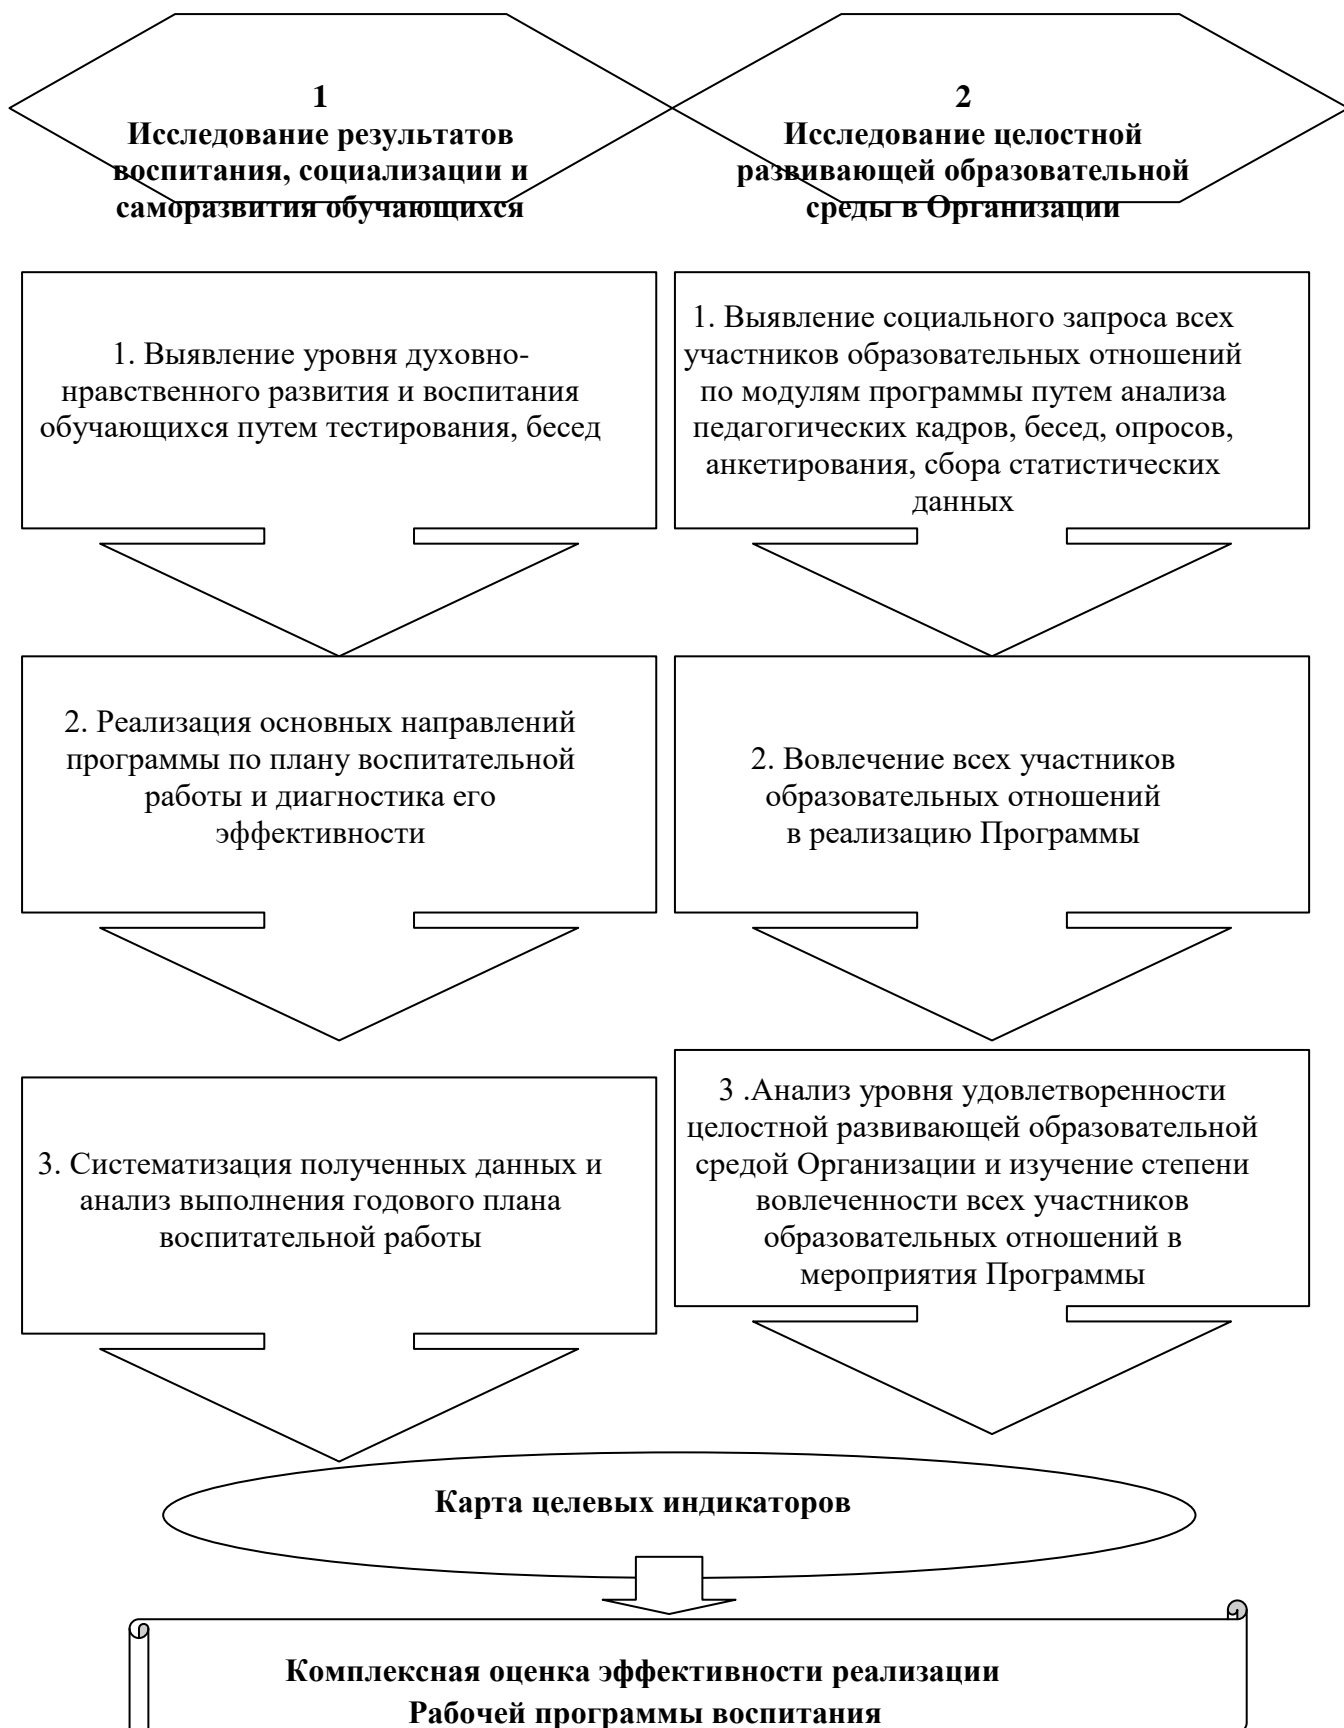 1
Исследование результатов
воспитания, социализации и
саморазвития обучающихся
2
Исследование целостной
развивающей образовательной
среды в Организации
1. Выявление уровня духовно-
нравственного развития и воспитания
обучающихся путем тестирования, бесед
1. Выявление социального запроса всех
участников образовательных отношений
по модулям программы путем анализа
педагогических кадров, бесед, опросов,
анкетирования, сбора статистических
данных
2. Реализация основных направлений
программы по плану воспитательной
работы и диагностика его
эффективности
2. Вовлечение всех участников
образовательных отношений
в реализацию Программы
3. Систематизация полученных данных и
анализ выполнения годового плана
воспитательной работы
3 .Анализ уровня удовлетворенности
целостной развивающей образовательной
средой Организации и изучение степени
вовлеченности всех участников
образовательных отношений в
мероприятия Программы
Карта целевых индикаторов
Комплексная оценка эффективности реализации
Рабочей программы воспитания